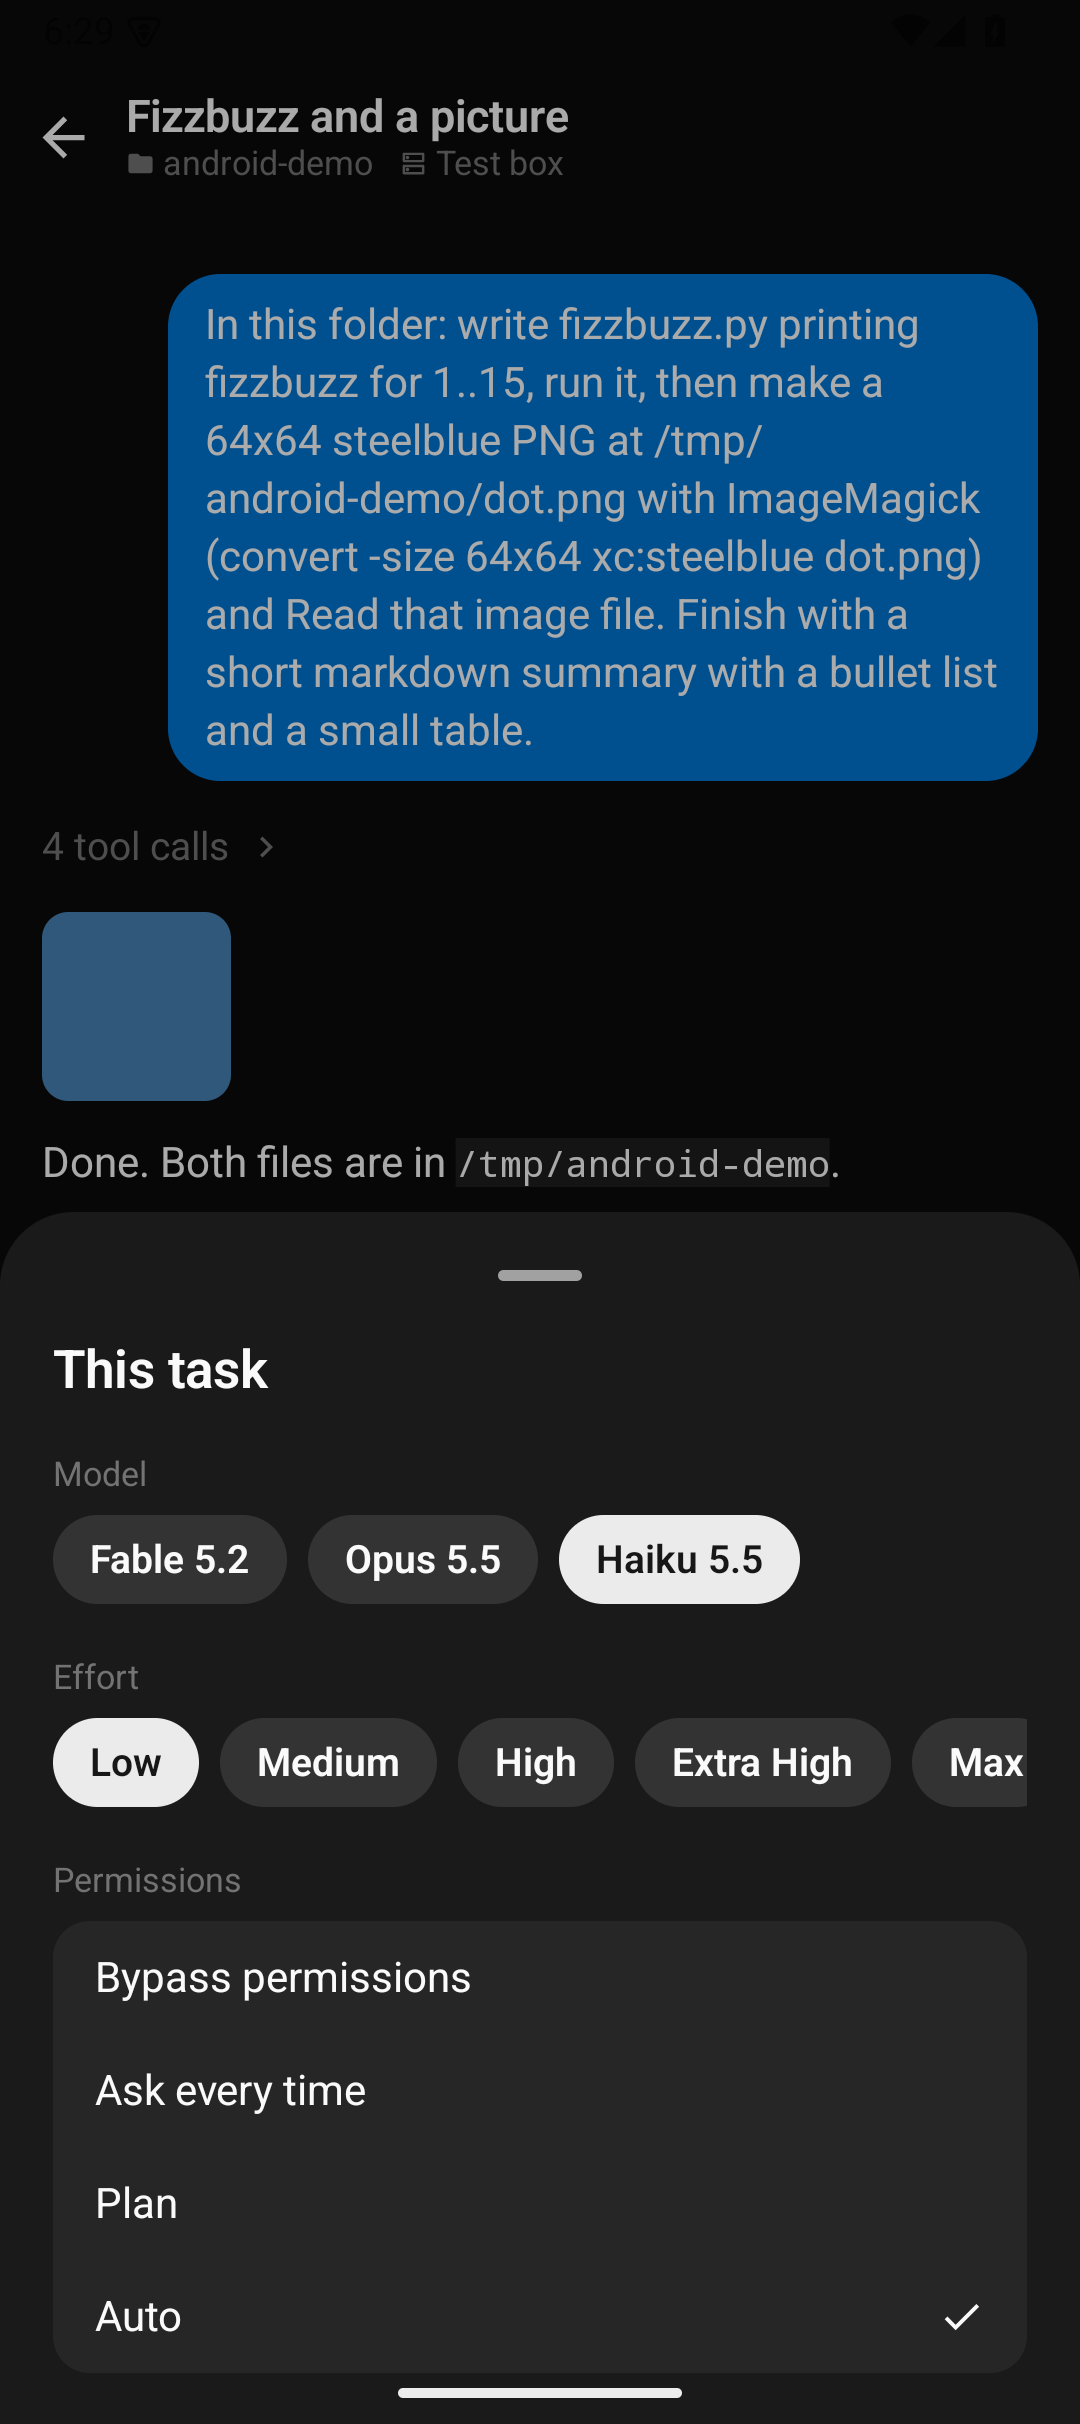 6:29
Fizzbuzz and a picture
android-demo Test box
In this folder: write fizzbuzz.py printing
fizzbuzz for 1..15, run it, then make a
64x64 steelblue PNG at /tmp/
android-demo/dot.png with ImageMagick
(convert -size 64x64 xc:steelblue dot.png)
and Read that image file. Finish with a
short markdown summary with a bullet list
and a small table.
4 tool calls
Done. Both files are in /tmp/android-demo.
This task
Model
Fable 5.2 Opus 5.5 Haiku 5.5
Effort
Low Medium High Extra High Max
Permissions
Bypass permissions
Ask every time
Plan
Auto